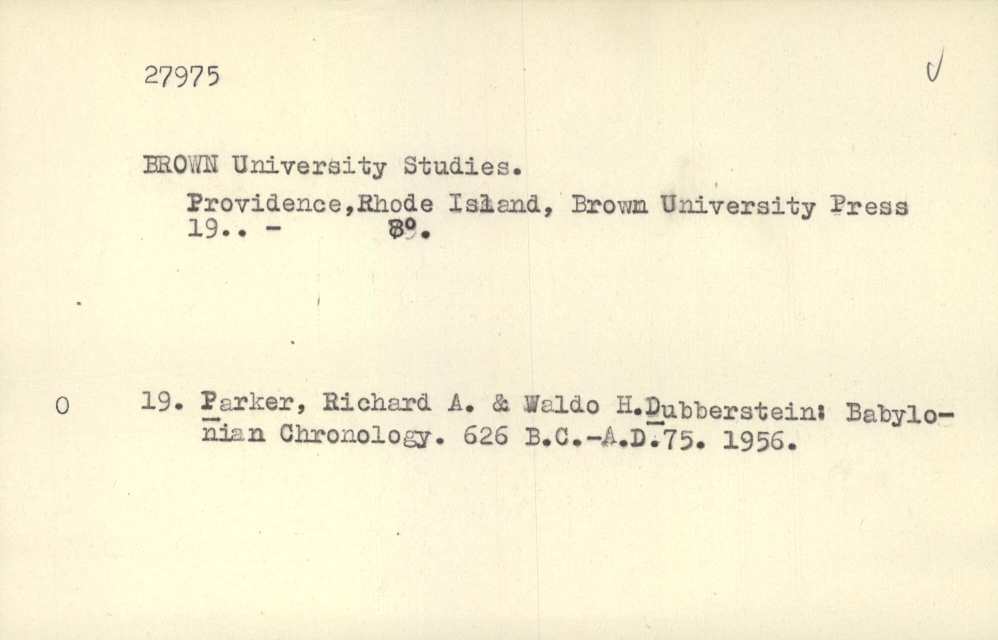 27975
BROWN University Studies.
Providence,Rhode Island, Brown University Press
19.. - 8º.
O 19. Parker, Richard A. & Waldo H.Dubberstein: Babylo-
nian Chronology. 626 B.C.-A.D.75. 1956.